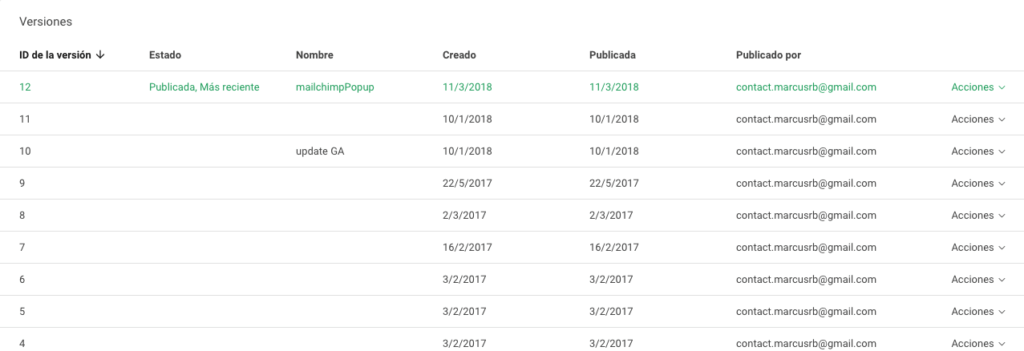 Versiones
ID de la versión Estado Nombre Creado Publicada Publicado por
12 Publicada, Más reciente mailchimpPopup 11/3/2018 11/3/2018 contact.marcusrb@gmail.com Acciones
11 10/1/2018 10/1/2018 contact.marcusrb@gmail.com Acciones
10 update GA 10/1/2018 10/1/2018 contact.marcusrb@gmail.com Acciones
9 22/5/2017 22/5/2017 contact.marcusrb@gmail.com Acciones
8 2/3/2017 2/3/2017 contact.marcusrb@gmail.com Acciones
7 16/2/2017 16/2/2017 contact.marcusrb@gmail.com Acciones
6 3/2/2017 3/2/2017 contact.marcusrb@gmail.com Acciones
5 3/2/2017 3/2/2017 contact.marcusrb@gmail.com Acciones
4 3/2/2017 3/2/2017 contact.marcusrb@gmail.com Acciones